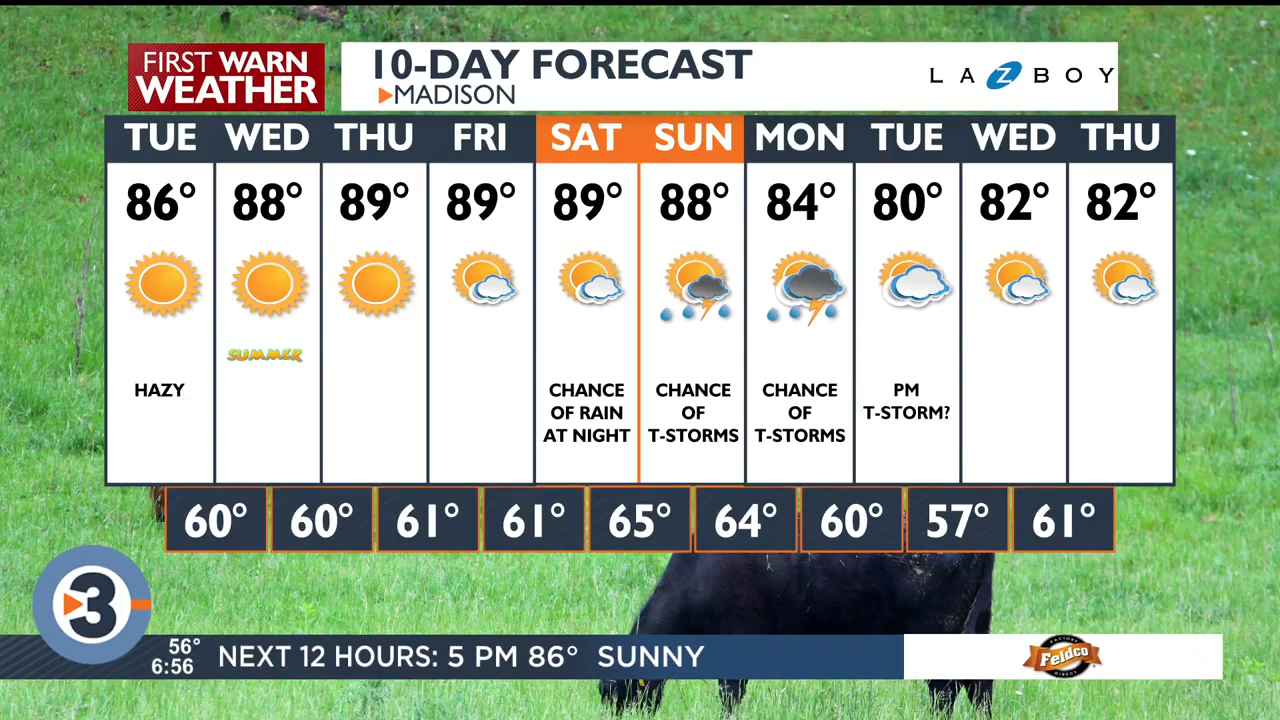 FIRST WARN
WEATHER
10-DAY FORECAST
MADISON
LA Z BOY
TUE WED THU FRI SAT SUN MON TUE WED THU
86° 88° 89° 89° 89° 88° 84° 80° 82° 82°
SUMMER
HAZY
CHANCE
OF RAIN
AT NIGHT
CHANCE
OF
T-STORMS
CHANCE
OF
T-STORMS
PM
T-STORM?
60° 60° 61° 61° 65° 64° 60° 57° 61°
3
56°
6:56
NEXT 12 HOURS: 5 PM 86° SUNNY
FACTORY
Feldco
DIRECT